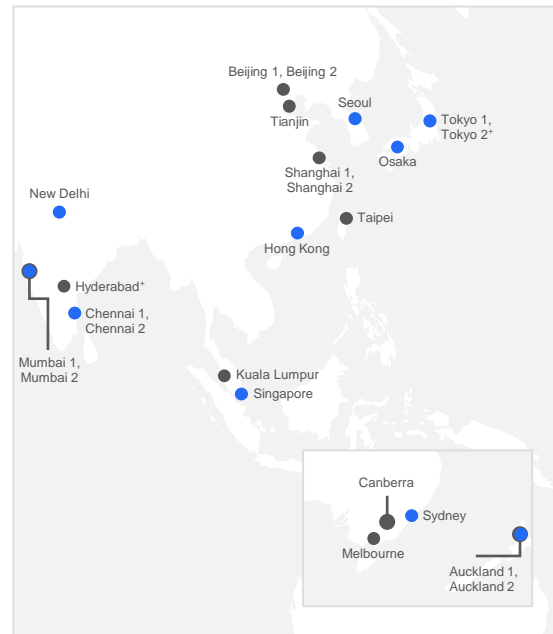 Beijing 1, Beijing 2
Seoul
Tianjin
Tokyo 1,
Tokyo 2⁺
Osaka
Shanghai 1,
Shanghai 2
New Delhi
Taipei
Hong Kong
Hyderabad⁺
Chennai 1,
Chennai 2
Mumbai 1,
Mumbai 2
Kuala Lumpur
Singapore
Canberra
Sydney
Melbourne
Auckland 1,
Auckland 2